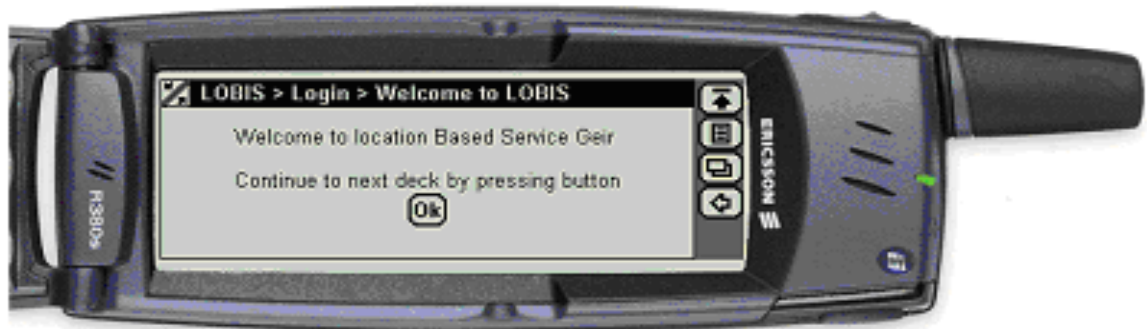 LOBIS > Login > Welcome to LOBIS
Welcome to location Based Service Geir
Continue to next deck by pressing button
Ok
ERICSSON
R380s